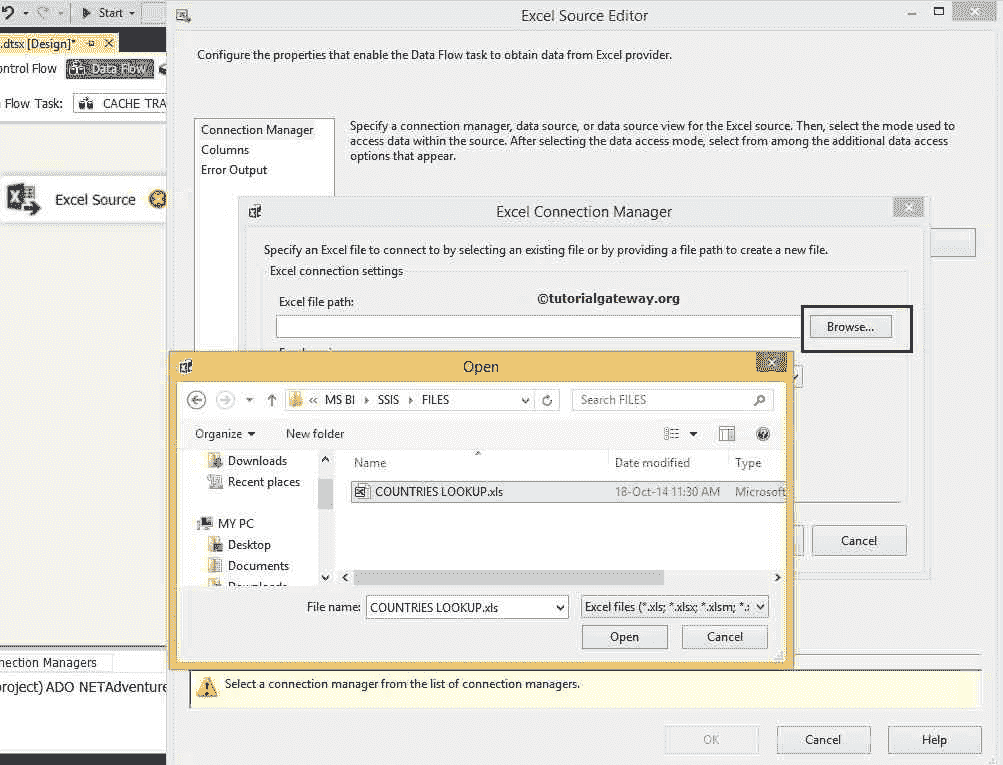 Start
Excel Source Editor
.dtsx [Design]*
Configure the properties that enable the Data Flow task to obtain data from Excel provider.
ontrol Flow
Data Flow
Flow Task:
CACHE TRA
Connection Manager
Columns
Error Output
Specify a connection manager, data source, or data source view for the Excel source. Then, select the mode used to
access data within the source. After selecting the data access mode, select from among the additional data access
options that appear.
Excel Source
Excel Connection Manager
Specify an Excel file to connect to by selecting an existing file or by providing a file path to create a new file.
Excel connection settings
Excel file path:
©tutorialgateway.org
Browse...
Open
« MS BI
SSIS
FILES
Search FILES
Organize
New folder
Downloads
Recent places
MY PC
Desktop
Documents
Downloads
Name
Date modified
Type
COUNTRIES LOOKUP.xls
18-Oct-14 11:30 AM
Microsoft
Cancel
File name:
COUNTRIES LOOKUP.xls
Excel files (*.xls; *.xlsx; *.xlsm; *.
Open
Cancel
nection Managers
project) ADO NETAdventure
Select a connection manager from the list of connection managers.
OK
Cancel
Help